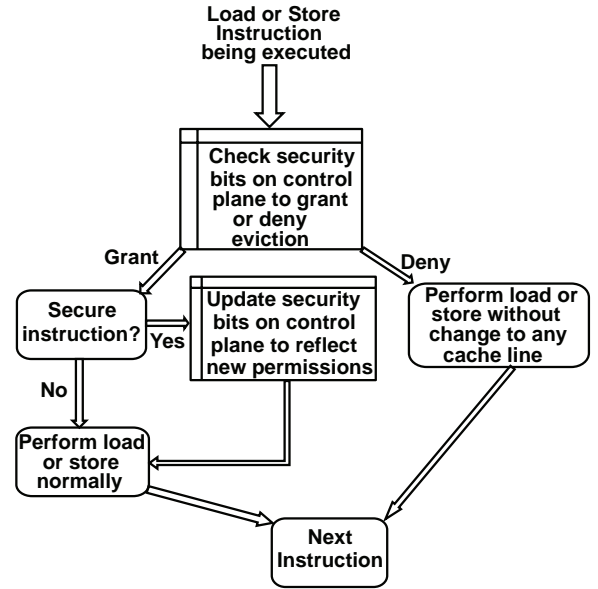 Load or Store
Instruction
being executed
Check security
bits on control
plane to grant
or deny
eviction
Grant
Deny
Secure
instruction?
Yes
Update security
bits on control
plane to reflect
new permissions
Perform load or
store without
change to any
cache line
No
Perform load
or store
normally
Next
Instruction